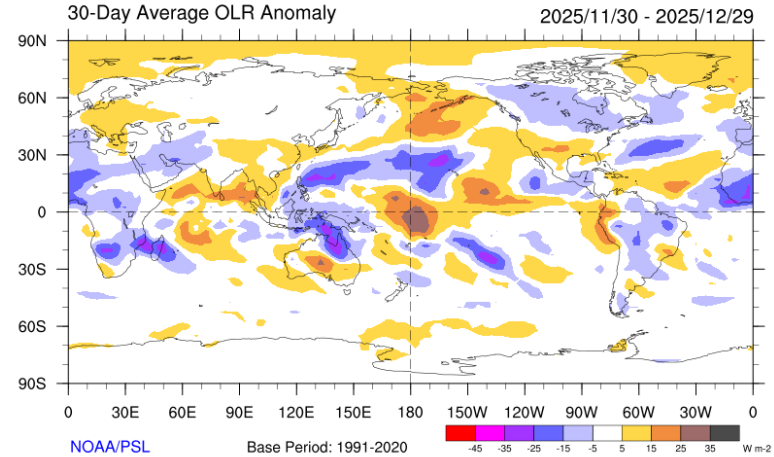 30-Day Average OLR Anomaly 2025/11/30 - 2025/12/29
90N
60N
30N
0
30S
60S
90S
0 30E 60E 90E 120E 150E 180 150W 120W 90W 60W 30W 0
NOAA/PSL Base Period: 1991-2020
-45 -35 -25 -15 -5 5 15 25 35 W m-2